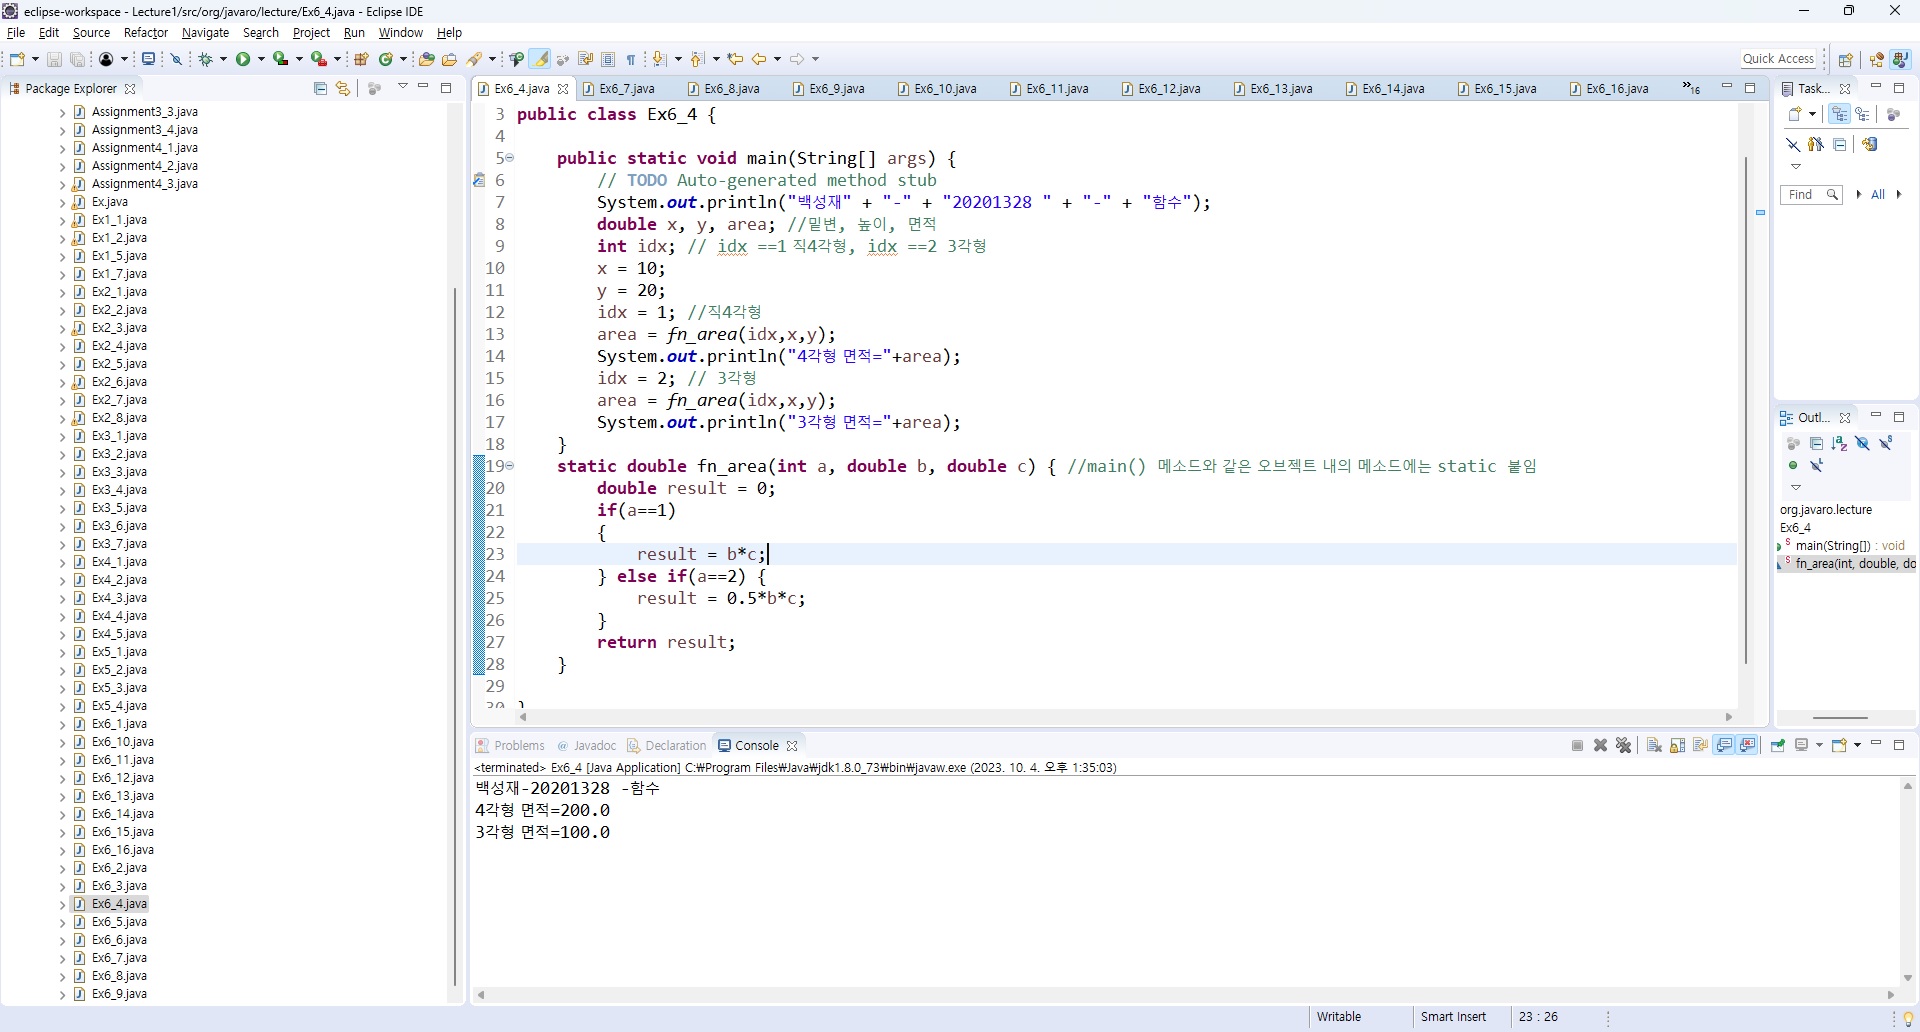 eclipse-workspace - Lecture1/src/org/javaro/lecture/Ex6_4.java - Eclipse IDE
File Edit Source Refactor Navigate Search Project Run Window Help
Quick Access
Package Explorer
Assignment3_3.java
Assignment3_4.java
Assignment4_1.java
Assignment4_2.java
Assignment4_3.java
Ex.java
Ex1_1.java
Ex1_2.java
Ex1_5.java
Ex1_7.java
Ex2_1.java
Ex2_2.java
Ex2_3.java
Ex2_4.java
Ex2_5.java
Ex2_6.java
Ex2_7.java
Ex2_8.java
Ex3_1.java
Ex3_2.java
Ex3_3.java
Ex3_4.java
Ex3_5.java
Ex3_6.java
Ex3_7.java
Ex4_1.java
Ex4_2.java
Ex4_3.java
Ex4_4.java
Ex4_5.java
Ex5_1.java
Ex5_2.java
Ex5_3.java
Ex5_4.java
Ex6_1.java
Ex6_10.java
Ex6_11.java
Ex6_12.java
Ex6_13.java
Ex6_14.java
Ex6_15.java
Ex6_16.java
Ex6_2.java
Ex6_3.java
Ex6_4.java
Ex6_5.java
Ex6_6.java
Ex6_7.java
Ex6_8.java
Ex6_9.java
Ex6_4.java Ex6_7.java Ex6_8.java Ex6_9.java Ex6_10.java Ex6_11.java Ex6_12.java Ex6_13.java Ex6_14.java Ex6_15.java Ex6_16.java »16
3 public class Ex6_4 {
4
5 public static void main(String[] args) {
6 // TODO Auto-generated method stub
7 System.out.println("백성재" + "-" + "20201328 " + "-" + "함수");
8 double x, y, area; //밑변, 높이, 면적
9 int idx; // idx ==1 직4각형, idx ==2 3각형
10 x = 10;
11 y = 20;
12 idx = 1; //직4각형
13 area = fn_area(idx,x,y);
14 System.out.println("4각형 면적="+area);
15 idx = 2; // 3각형
16 area = fn_area(idx,x,y);
17 System.out.println("3각형 면적="+area);
18 }
19 static double fn_area(int a, double b, double c) { //main() 메소드와 같은 오브젝트 내의 메소드에는 static 붙임
20 double result = 0;
21 if(a==1)
22 {
23 result = b*c;
24 } else if(a==2) {
25 result = 0.5*b*c;
26 }
27 return result;
28 }
29
30 }
Problems @ Javadoc Declaration Console
<terminated> Ex6_4 [Java Application] C:₩Program Files₩Java₩jdk1.8.0_73₩bin₩javaw.exe (2023. 10. 4. 오후 1:35:03)
백성재-20201328 -함수
4각형 면적=200.0
3각형 면적=100.0
Task...
Find All
Outl...
org.javaro.lecture
Ex6_4
main(String[]) : void
fn_area(int, double, do
Writable Smart Insert 23 : 26